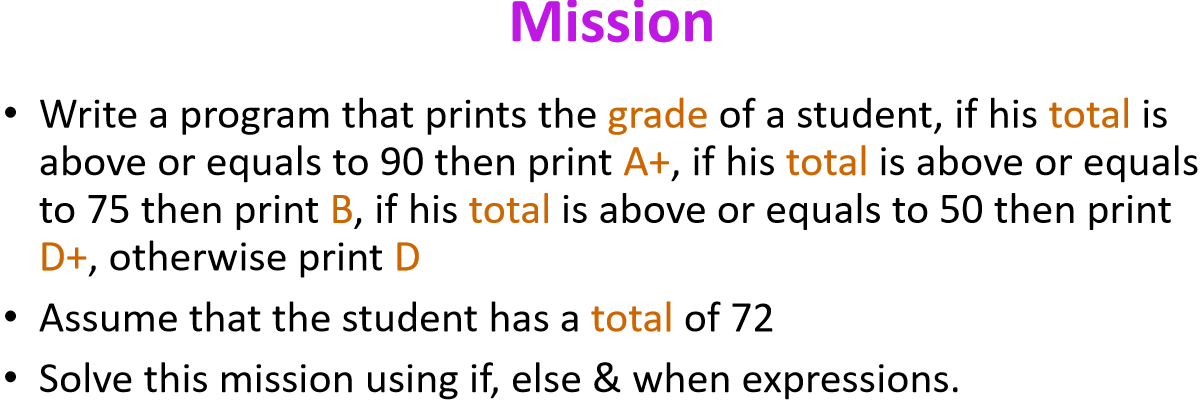 Mission
• Write a program that prints the grade of a student, if his total is
above or equals to 90 then print A+, if his total is above or equals
to 75 then print B, if his total is above or equals to 50 then print
D+, otherwise print D
• Assume that the student has a total of 72
• Solve this mission using if, else & when expressions.